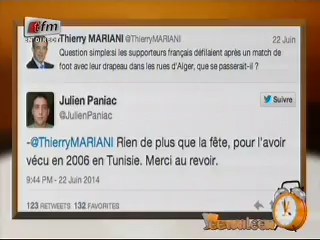 tfm
Thierry MARIANI @ThierryMARIANI
22 Juin
Question simple:si les supporteurs français défilaient après un match de
foot avec leur drapeau dans les rues d'Alger, que se passerait-il ?
Julien Paniac
@JulienPaniac
Suivre
-@ThierryMARIANI Rien de plus que la fête, pour l'avoir
vécu en 2006 en Tunisie. Merci au revoir.
9:44 PM - 22 Juin 2014
123 RETWEETS 132 FAVORITES